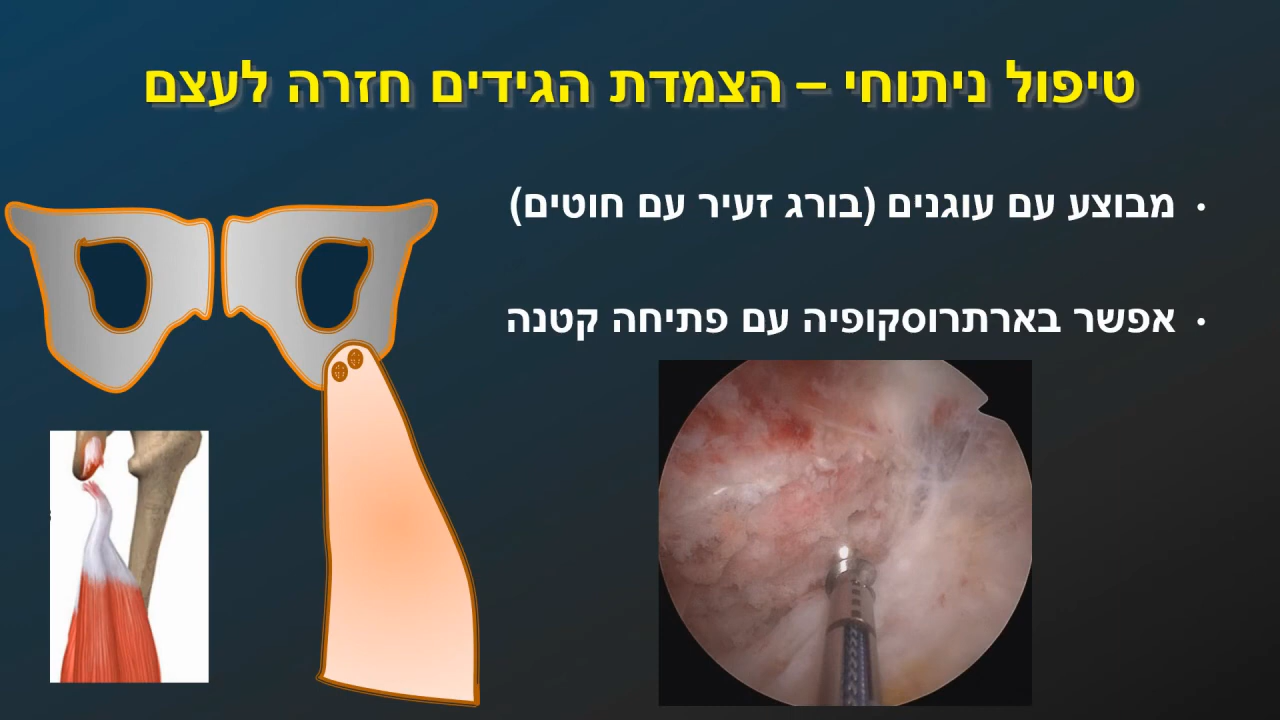 טיפול ניתוחי – הצמדת הגידים חזרה לעצם
• מבוצע עם עוגנים (בורג זעיר עם חוטים)
• אפשר בארתרוסקופיה עם פתיחה קטנה